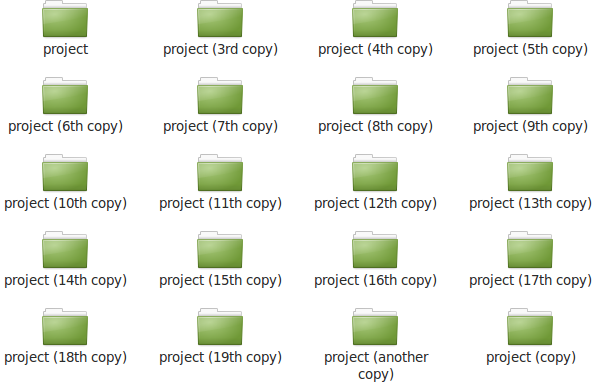 project
project (3rd copy)
project (4th copy)
project (5th copy)
project (6th copy)
project (7th copy)
project (8th copy)
project (9th copy)
project (10th copy)
project (11th copy)
project (12th copy)
project (13th copy)
project (14th copy)
project (15th copy)
project (16th copy)
project (17th copy)
project (18th copy)
project (19th copy)
project (another
copy)
project (copy)